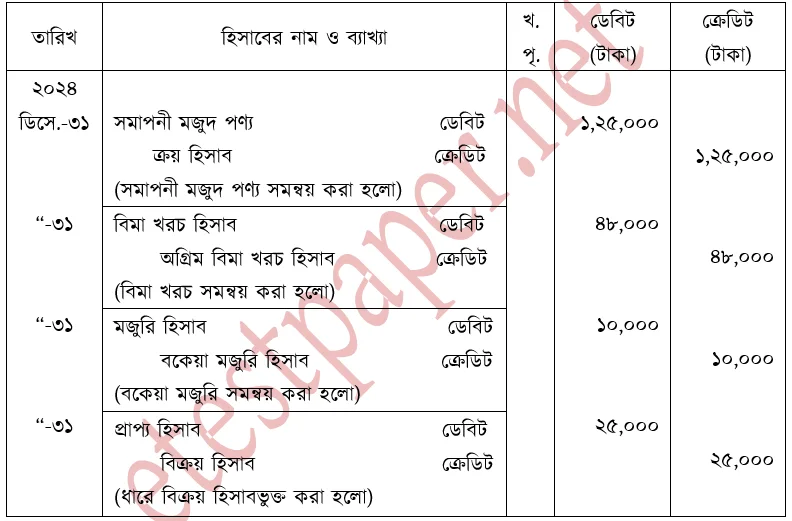 তারিখ হিসাবের নাম ও ব্যাখ্যা খ. পৃ. ডেবিট (টাকা) ক্রেডিট (টাকা)
২০২৪
ডিসে.-৩১ সমাপনী মজুদ পণ্য ডেবিট ১,২৫,০০০
ক্রয় হিসাব ক্রেডিট ১,২৫,০০০
(সমাপনী মজুদ পণ্য সমন্বয় করা হলো)
“-৩১ বিমা খরচ হিসাব ডেবিট ৪৮,০০০
অগ্রিম বিমা খরচ হিসাব ক্রেডিট ৪৮,০০০
(বিমা খরচ সমন্বয় করা হলো)
“-৩১ মজুরি হিসাব ডেবিট ১০,০০০
বকেয়া মজুরি হিসাব ক্রেডিট ১০,০০০
(বকেয়া মজুরি সমন্বয় করা হলো)
“-৩১ প্রাপ্য হিসাব ডেবিট ২৫,০০০
বিক্রয় হিসাব ক্রেডিট ২৫,০০০
(ধারে বিক্রয় হিসাবভুক্ত করা হলো)
etestpaper.net